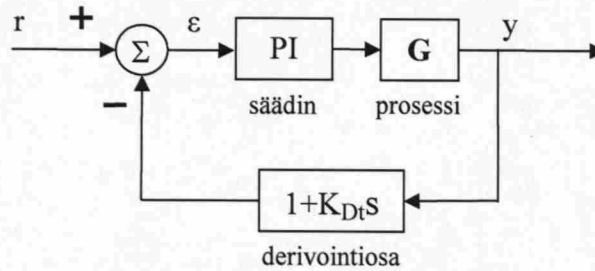 r + Σ ε PI G y
−
säädin prosessi
1+K_Dt s
derivointiosa